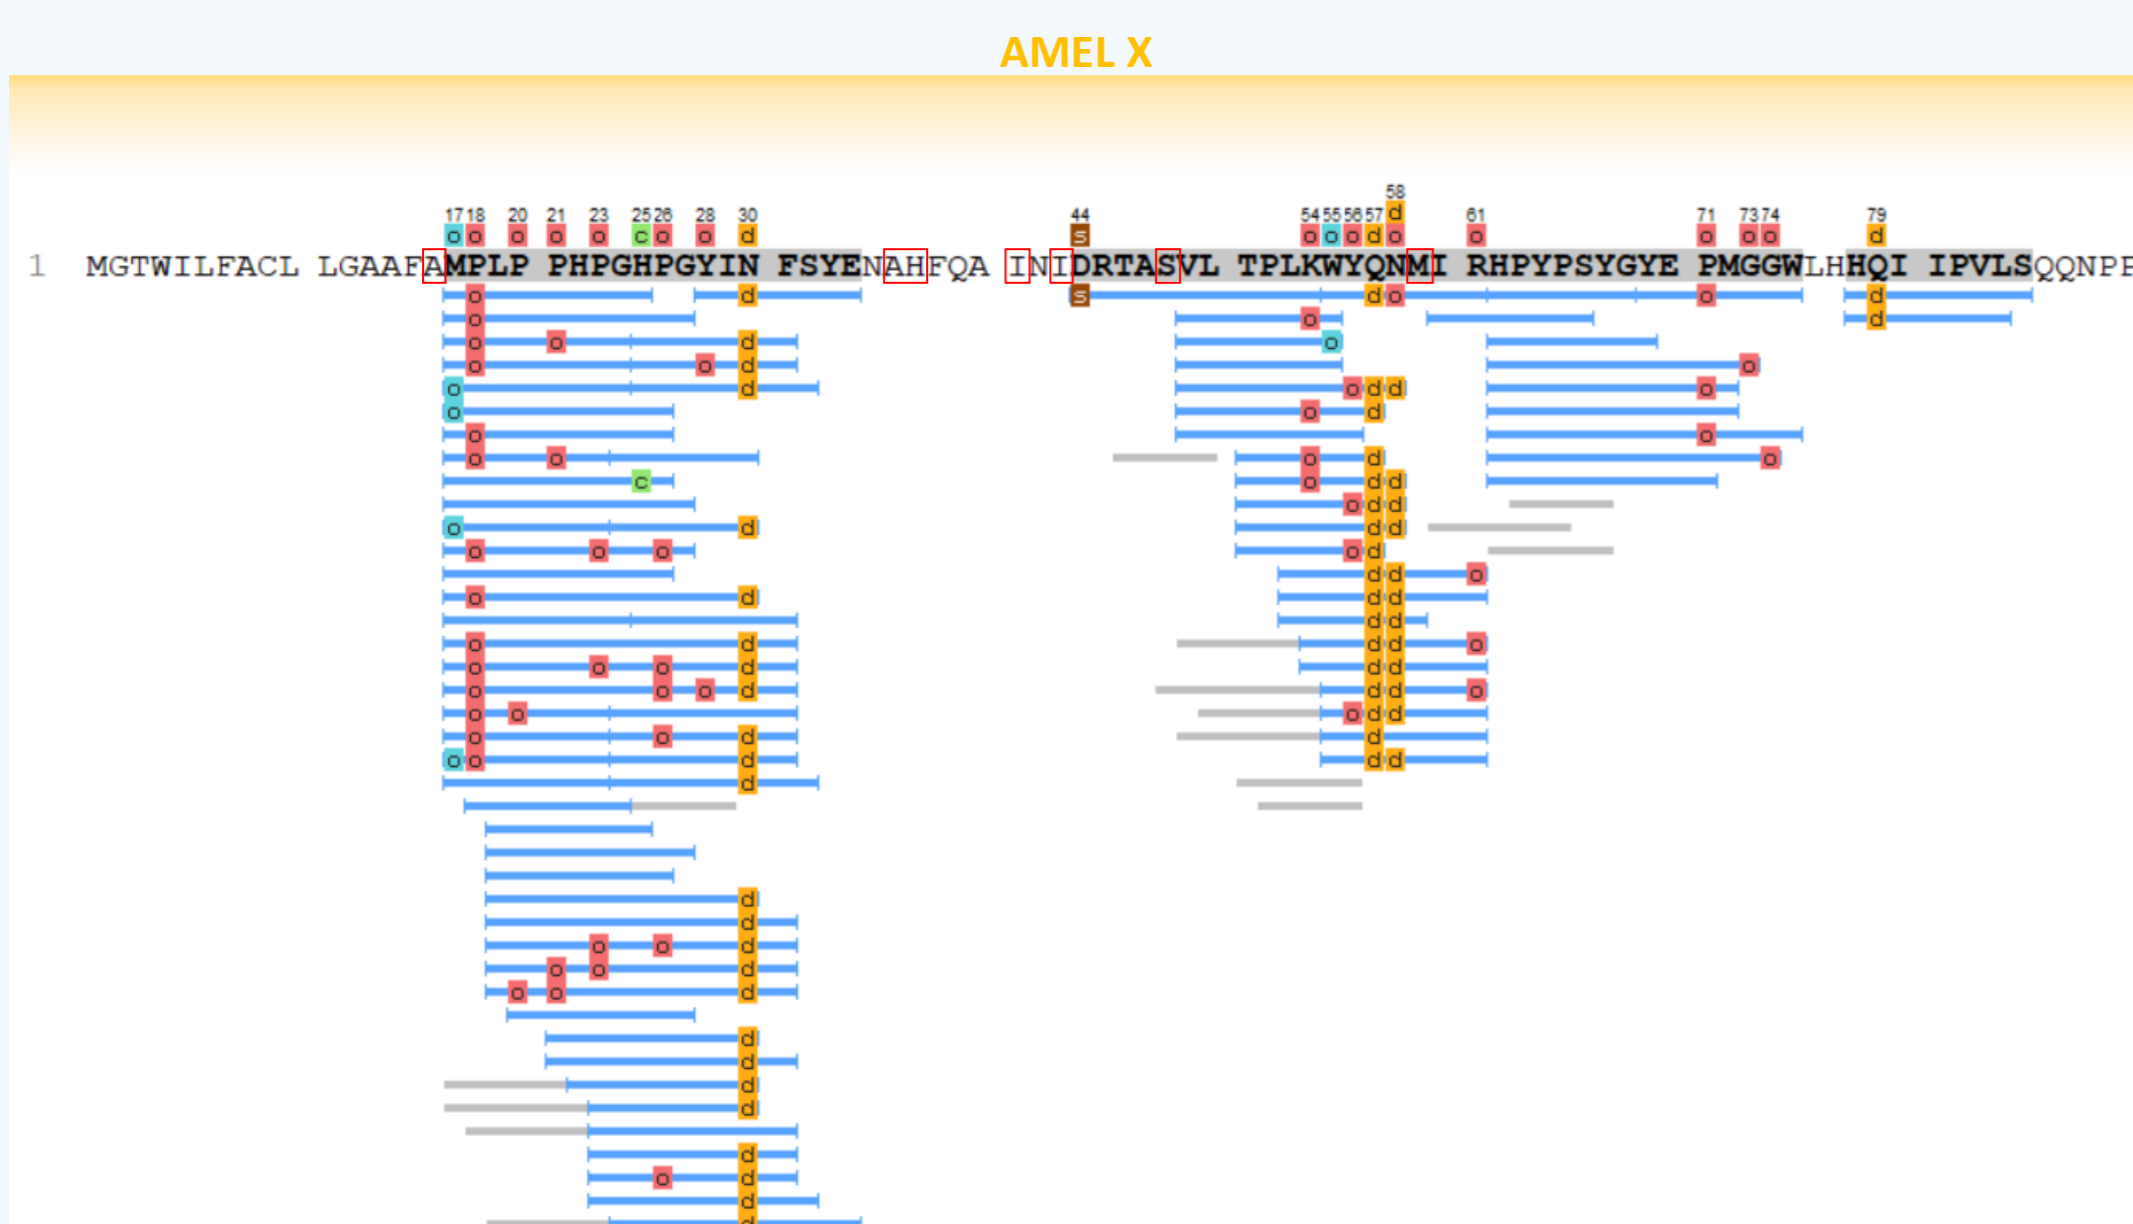 AMEL X
58
17 18 20 21 23 25 26 28 30 44 54 55 56 57 d 61 71 73 74 79
o o o o o c o o d s o o o d o o o o o d
1 MGTWILFACL LGAAFAMPLP PHPGHPGYIN FSYENAHFQA INIDRTASVL TPLKWYQNMI RHPYPSYGYE PMGGWLHHQI IPVLSQQNPP
o d s d o o d
o o d
o o d o
o o d o
o d o d d o
o o d
o o
o o o d o
c o d d
o d d
o d d d
o o o o d
d d o
o d d d
d d
o d d d o
o o o d d d
o o o d d d o
o o o d d
o o d d
o o d d d
d
d
d
o o d
o o d
o o d
d
d
d
d
d
o d
d
d